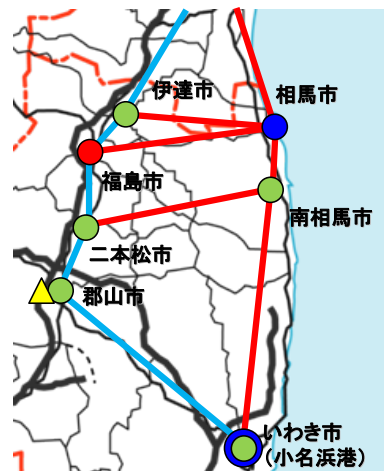 伊達市
相馬市
福島市
南相馬市
二本松市
郡山市
いわき市
(小名浜港)